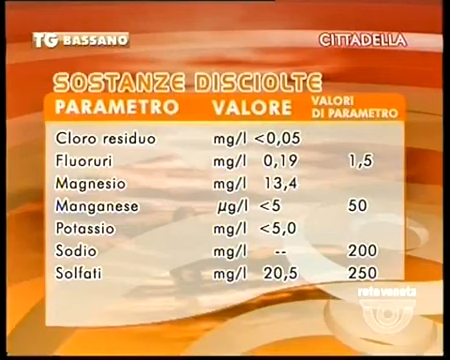 TG BASSANO
CITTADELLA
SOSTANZE DISCIOLTE
PARAMETRO VALORE VALORI DI PARAMETRO
Cloro residuo mg/l <0,05
Fluoruri mg/l 0,19 1,5
Magnesio mg/l 13,4
Manganese µg/l <5 50
Potassio mg/l <5,0
Sodio mg/l -- 200
Solfati mg/l 20,5 250
reteveneta